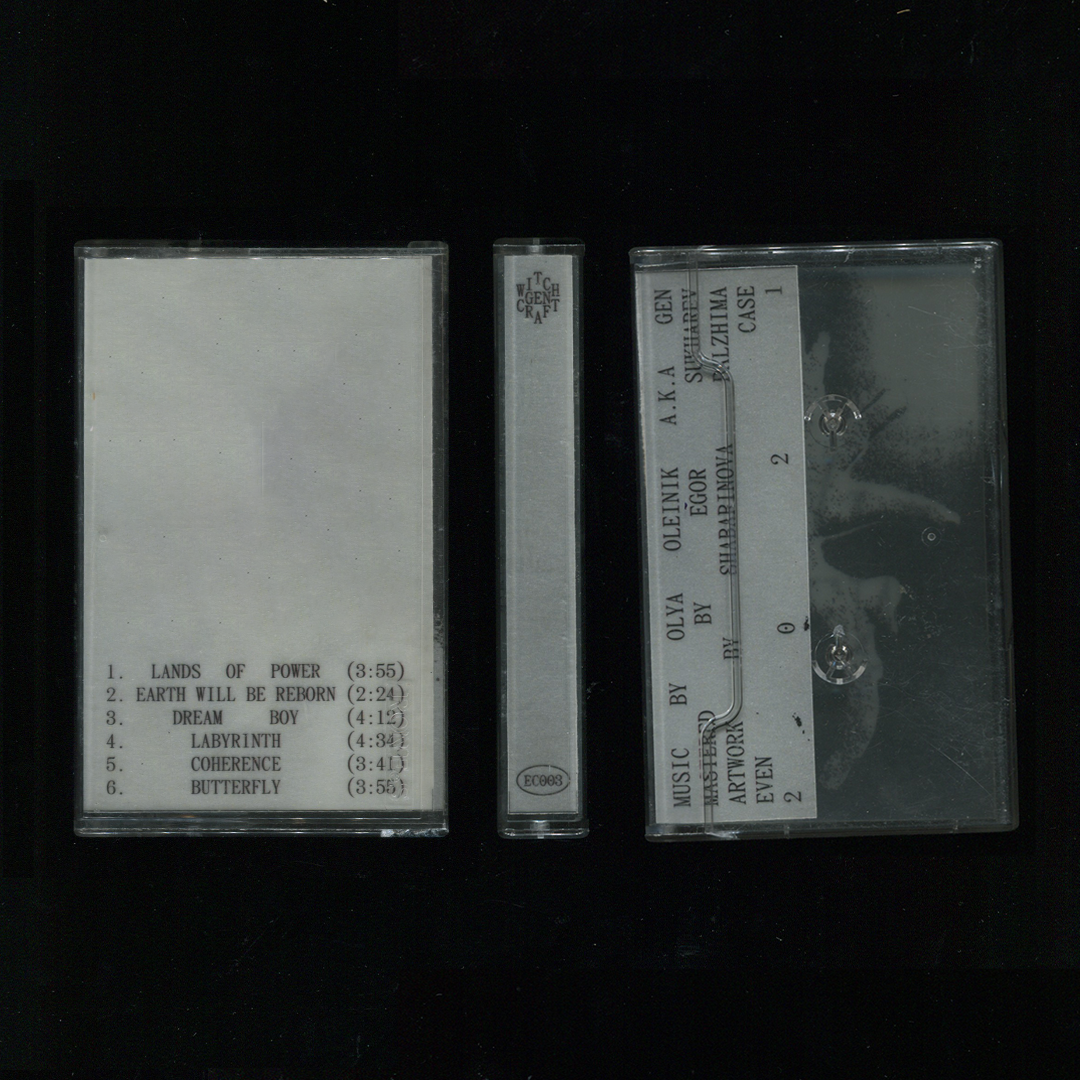 1. LANDS OF POWER (3:55)
2. EARTH WILL BE REBORN (2:24)
3. DREAM BOY (4:12)
4. LABYRINTH (4:34)
5. COHERENCE (3:41)
6. BUTTERFLY (3:55)
WITCH
GEN
CRAFT
EC003
MUSIC BY OLYA OLEINIK A.K.A GEN
MASTERED BY EGOR SUKHAREV
ARTWORK BY SHABARINOVA BALZHIMA
EVEN CASE
2 0 2 1